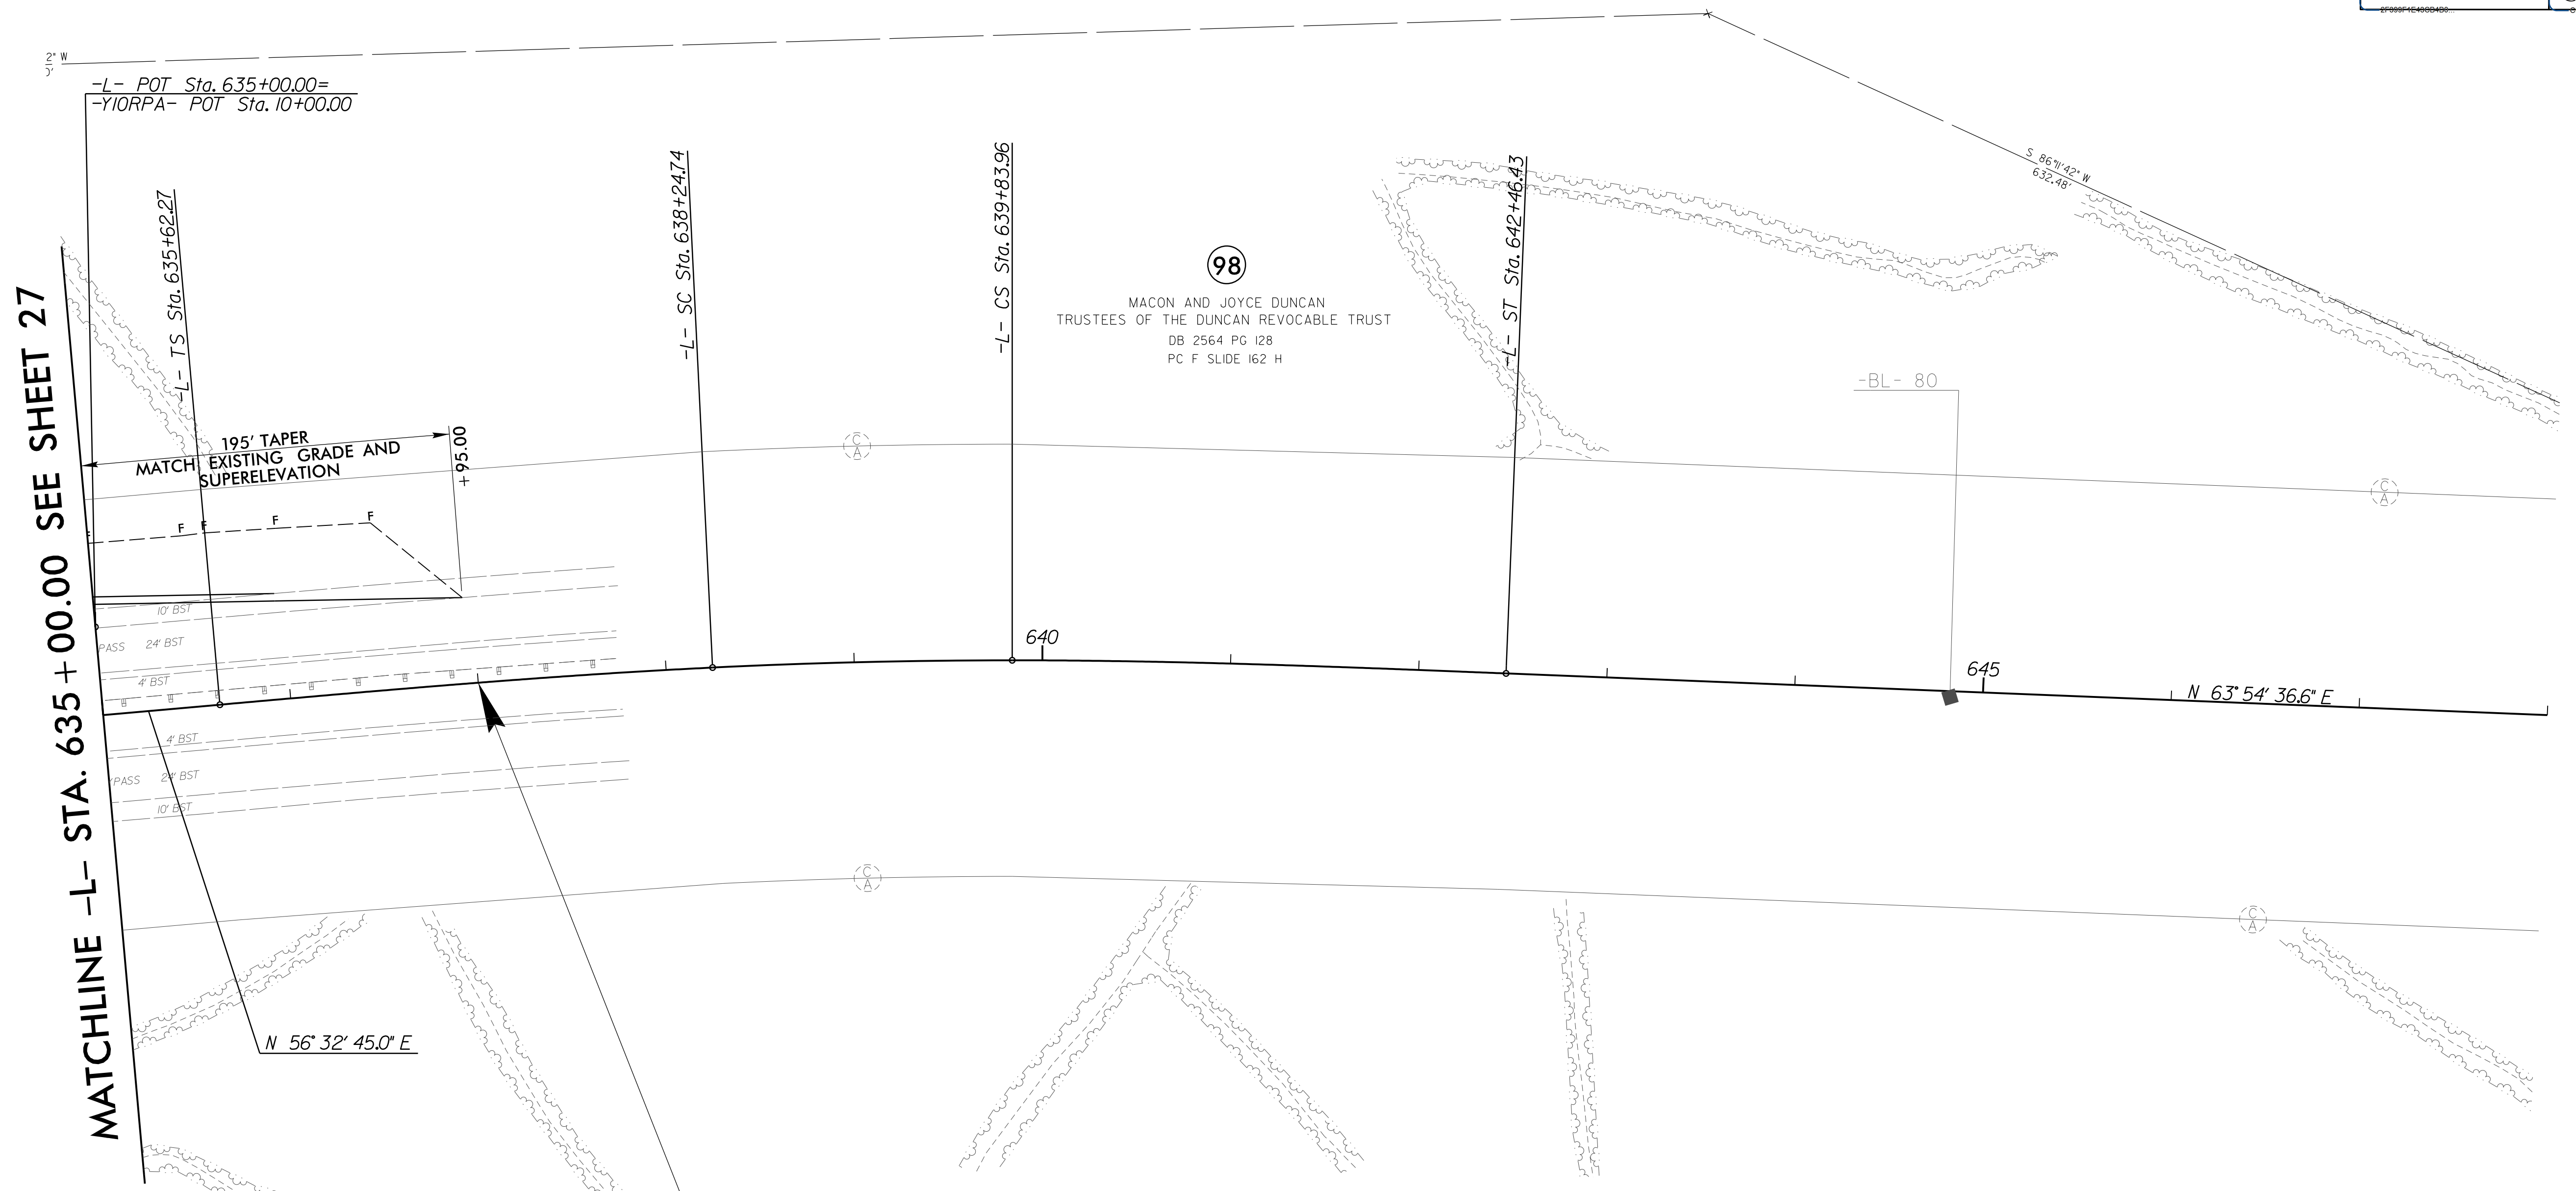 2" W
-L- POT Sta. 635+00.00=
-Y10RPA- POT Sta. 10+00.00
S 86°11'42" W
632.48'
-L- TS Sta. 635+62.27
-L- SC Sta. 638+24.74
-L- CS Sta. 639+83.96
-L- ST Sta. 642+46.43
98
MACON AND JOYCE DUNCAN
TRUSTEES OF THE DUNCAN REVOCABLE TRUST
DB 2564 PG 128
PC F SLIDE 162 H
-BL- 80
MATCHLINE -L- STA. 635+00.00 SEE SHEET 27
195' TAPER
MATCH EXISTING GRADE AND
SUPERELEVATION
+95.00
C
A
C
A
F F F F
10' BST
PASS 24' BST
4' BST
640
645
N 63° 54' 36.6" E
4' BST
PASS 24' BST
10' BST
C
A
C
A
N 56° 32' 45.0" E